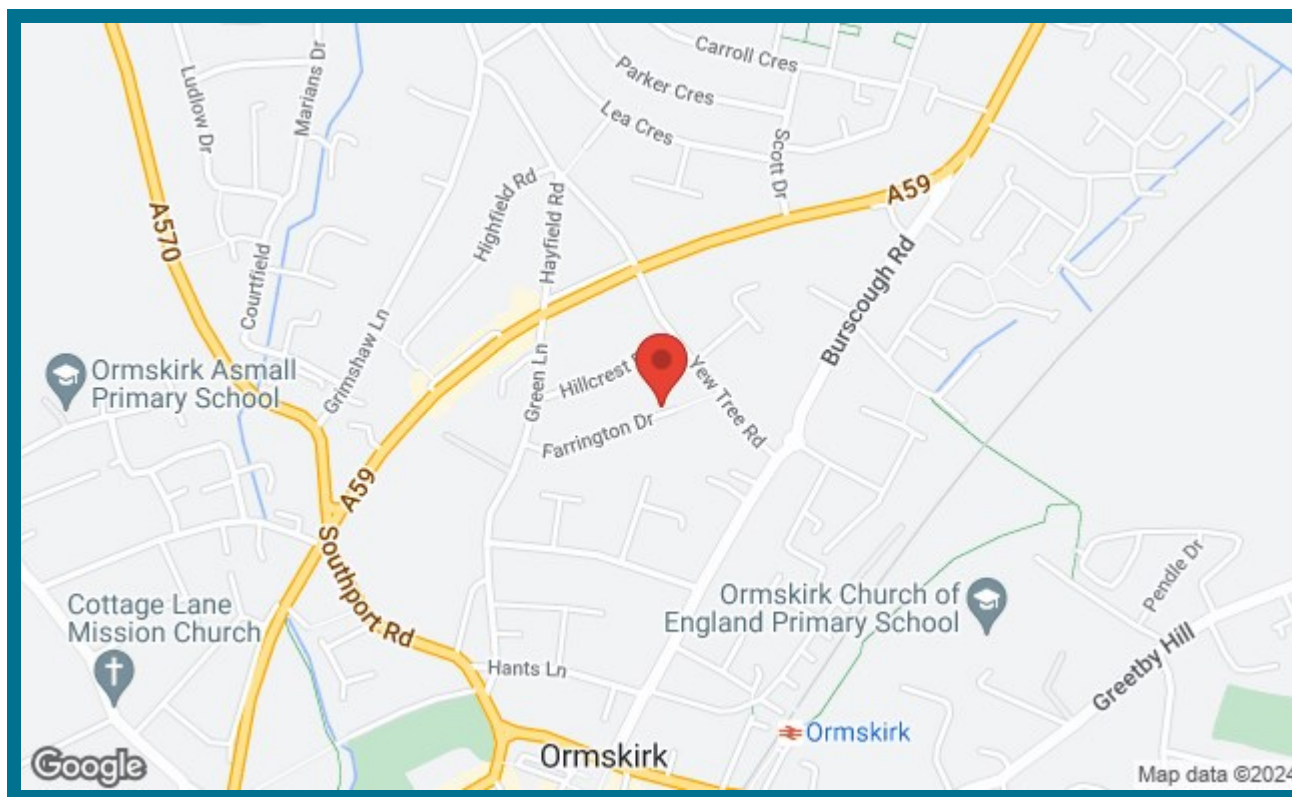 Carroll Cres
Parker Cres
Lea Cres
Scott Dr
Ludlow Dr
Marians Dr
A570
Courtfield
Highfield Rd
Hayfield Rd
A59
Burscough Rd
Grimshaw Ln
Green Ln
Hillcrest
Yew Tree Rd
Farrington Dr
Ormskirk Asmall
Primary School
A59
Southport Rd
Cottage Lane
Mission Church
Ormskirk Church of
England Primary School
Pendle Dr
Greetby Hill
Hants Ln
Ormskirk
Ormskirk
Google
Map data ©2024